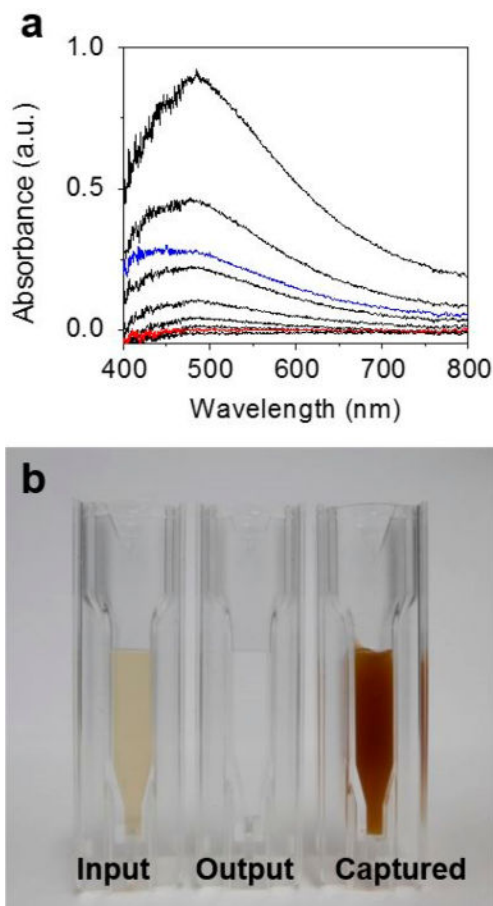 a
1.0
0.5
0.0
Absorbance (a.u.)
400 500 600 700 800
Wavelength (nm)
b
Input Output Captured